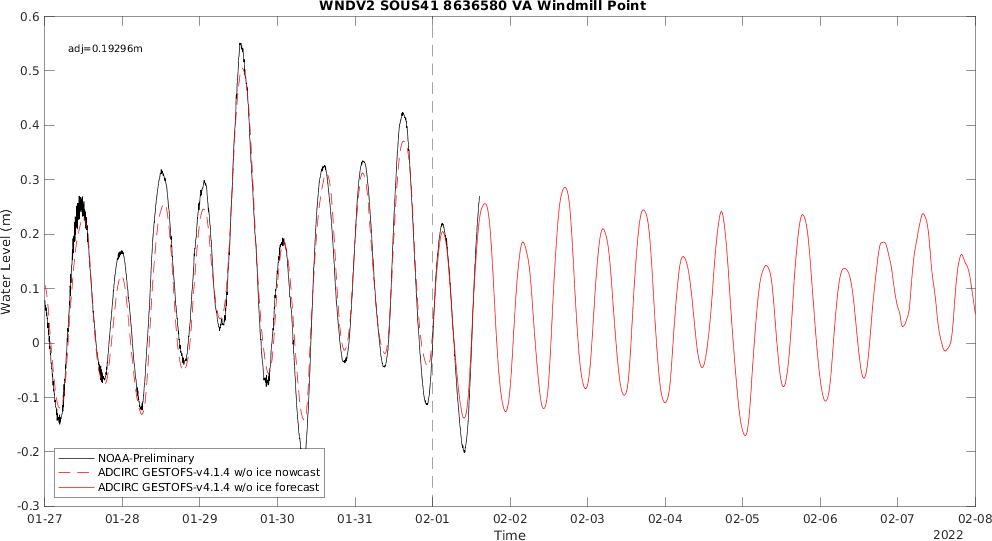 WNDV2 SOUS41 8636580 VA Windmill Point
adj=0.19296m
0.6
0.5
0.4
0.3
0.2
0.1
0
-0.1
-0.2
-0.3
Water Level (m)
NOAA-Preliminary
ADCIRC GESTOFS-v4.1.4 w/o ice nowcast
ADCIRC GESTOFS-v4.1.4 w/o ice forecast
01-27 01-28 01-29 01-30 01-31 02-01 02-02 02-03 02-04 02-05 02-06 02-07 02-08
Time
2022